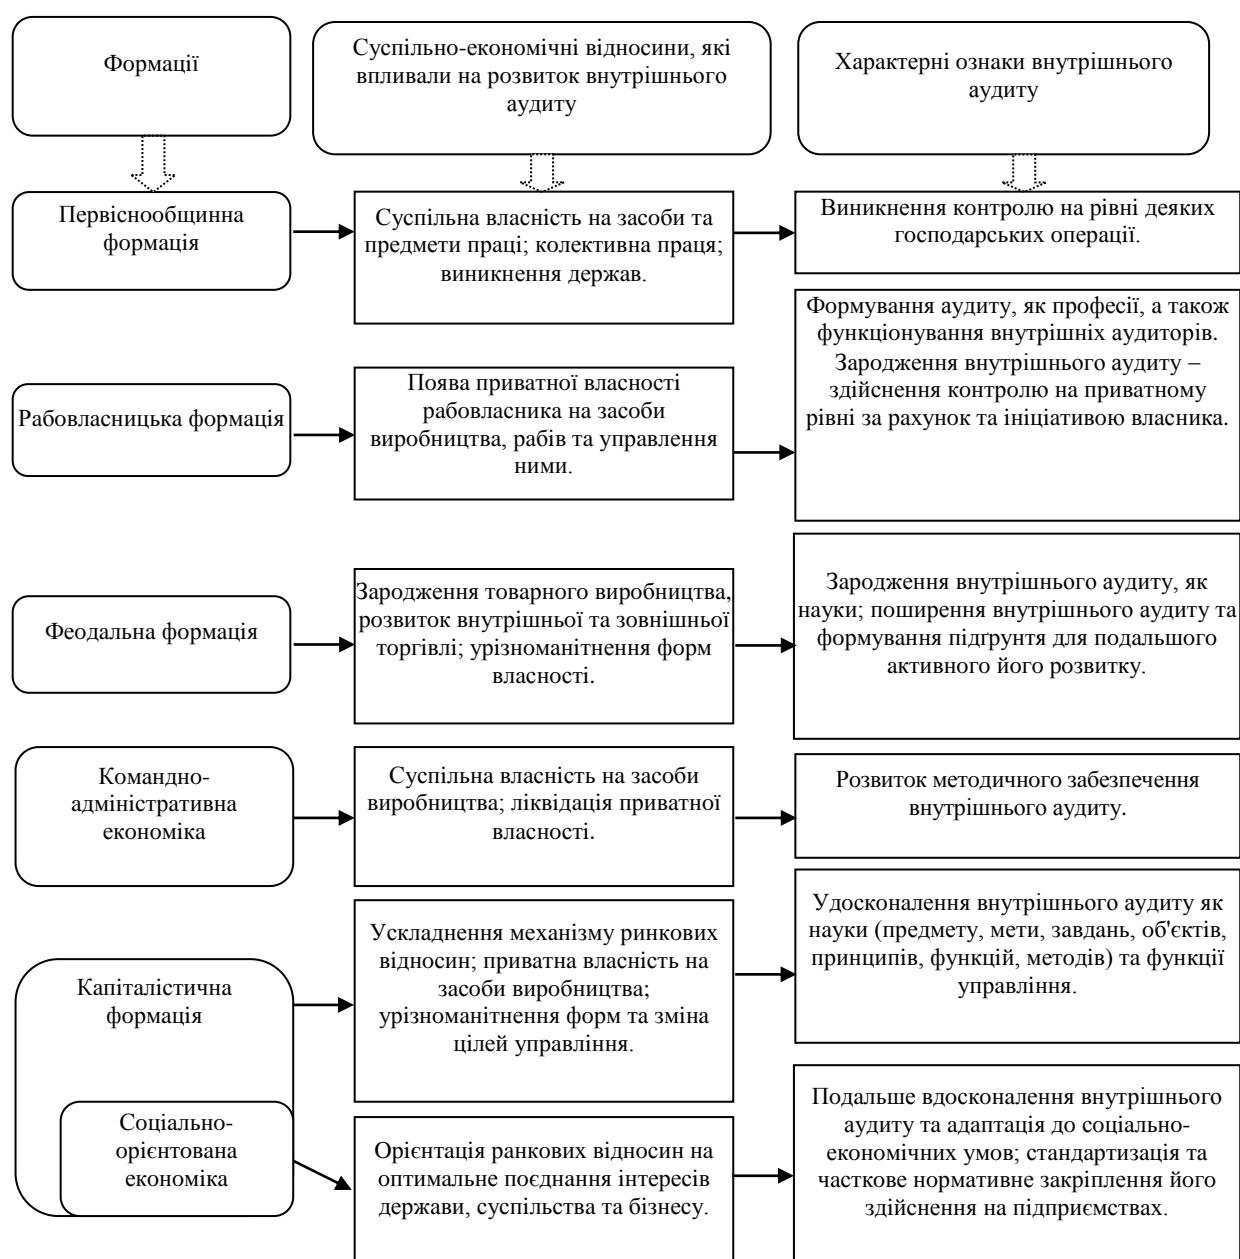 Формації
Суспільно-економічні відносини, які
впливали на розвиток внутрішнього
аудиту
Характерні ознаки внутрішнього
аудиту
Первіснообщинна
формація
Суспільна власність на засоби та
предмети праці; колективна праця;
виникнення держав.
Виникнення контролю на рівні деяких
господарських операції.
Рабовласницька формація
Поява приватної власності
рабовласника на засоби
виробництва, рабів та управління
ними.
Формування аудиту, як професії, а також
функціонування внутрішніх аудиторів.
Зародження внутрішнього аудиту –
здійснення контролю на приватному
рівні за рахунок та ініціативою власника.
Феодальна формація
Зародження товарного виробництва,
розвиток внутрішньої та зовнішньої
торгівлі; урізноманітнення форм
власності.
Зародження внутрішнього аудиту, як
науки; поширення внутрішнього аудиту та
формування підґрунтя для подальшого
активного його розвитку.
Командно-
адміністративна
економіка
Суспільна власність на засоби
виробництва; ліквідація приватної
власності.
Розвиток методичного забезпечення
внутрішнього аудиту.
Капіталістична
формація
Ускладнення механізму ринкових
відносин; приватна власність на
засоби виробництва;
урізноманітнення форм та зміна
цілей управління.
Удосконалення внутрішнього аудиту як
науки (предмету, мети, завдань, об'єктів,
принципів, функцій, методів) та функції
управління.
Соціально-
орієнтована
економіка
Орієнтація ранкових відносин на
оптимальне поєднання інтересів
держави, суспільства та бізнесу.
Подальше вдосконалення внутрішнього
аудиту та адаптація до соціально-
економічних умов; стандартизація та
часткове нормативне закріплення його
здійснення на підприємствах.